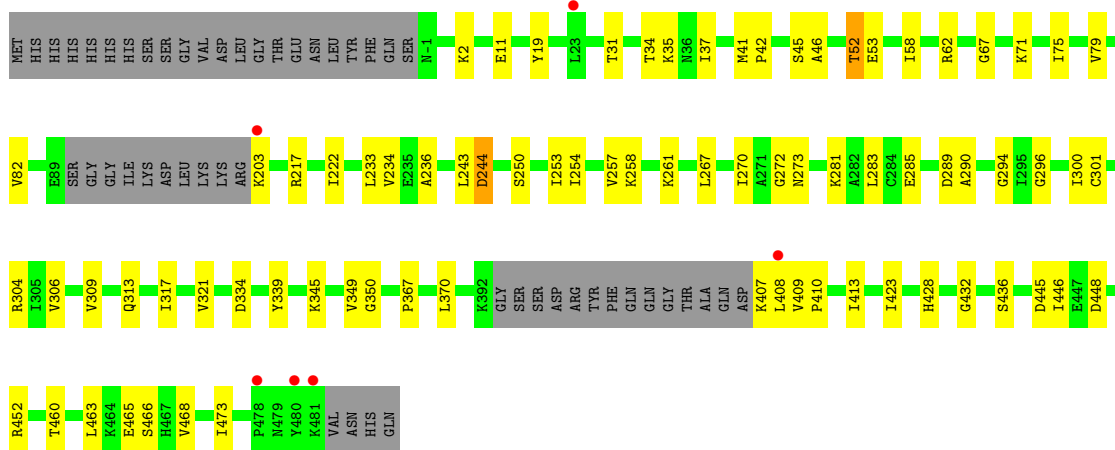 MET HIS HIS HIS HIS HIS HIS SER SER GLY VAL ASP LEU GLY THR GLU ASN LEU TYR PHE GLN SER N-1 K2 E11 Y19 L23 T31 T34 K35 N36 I37 M41 P42 S45 A46 T52 E53 I58 R62 G67 K71 I75 V79
V82 E89 SER GLY GLY ILE LYS ASP LEU LYS LYS ARG K203 R217 I222 L233 V234 E235 A236 L243 D244 S250 I253 I254 V257 K258 K261 L267 I270 A271 G272 N273 K281 A282 L283 C284 E285 D289 A290 G294 I295 G296 I300 C301
R304 I305 V306 V309 Q313 I317 V321 D334 Y339 K345 V349 G350 P367 L370 K392 GLY SER SER ASP ARG TYR PHE GLN GLN GLY THR ALA GLN ASP K407 L408 V409 P410 I413 I423 H428 G432 S436 D445 I446 E447 D448
R452 T460 L463 K464 E465 S466 H467 V468 I473 P478 N479 Y480 K481 VAL ASN HIS GLN